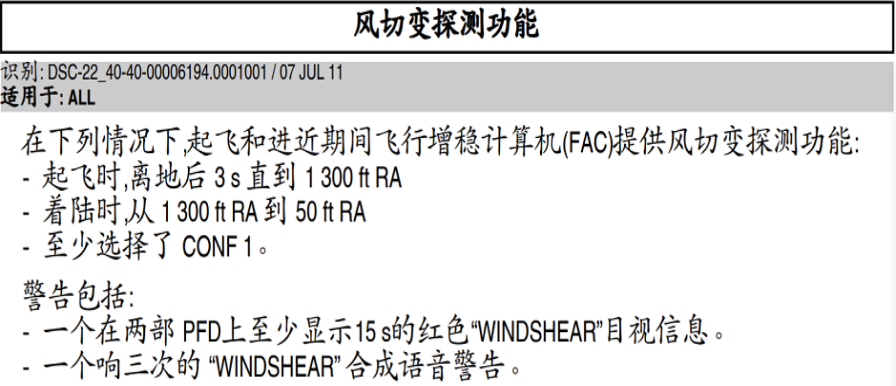 风切变探测功能
识别: DSC-22_40-40-00006194.0001001 / 07 JUL 11
适用于: ALL
在下列情况下,起飞和进近期间飞行增稳计算机(FAC)提供风切变探测功能:
- 起飞时,离地后 3 s 直到 1 300 ft RA
- 着陆时,从 1 300 ft RA 到 50 ft RA
- 至少选择了 CONF 1。
警告包括:
- 一个在两部 PFD上至少显示15 s的红色“WINDSHEAR”目视信息。
- 一个响三次的 “WINDSHEAR” 合成语音警告。